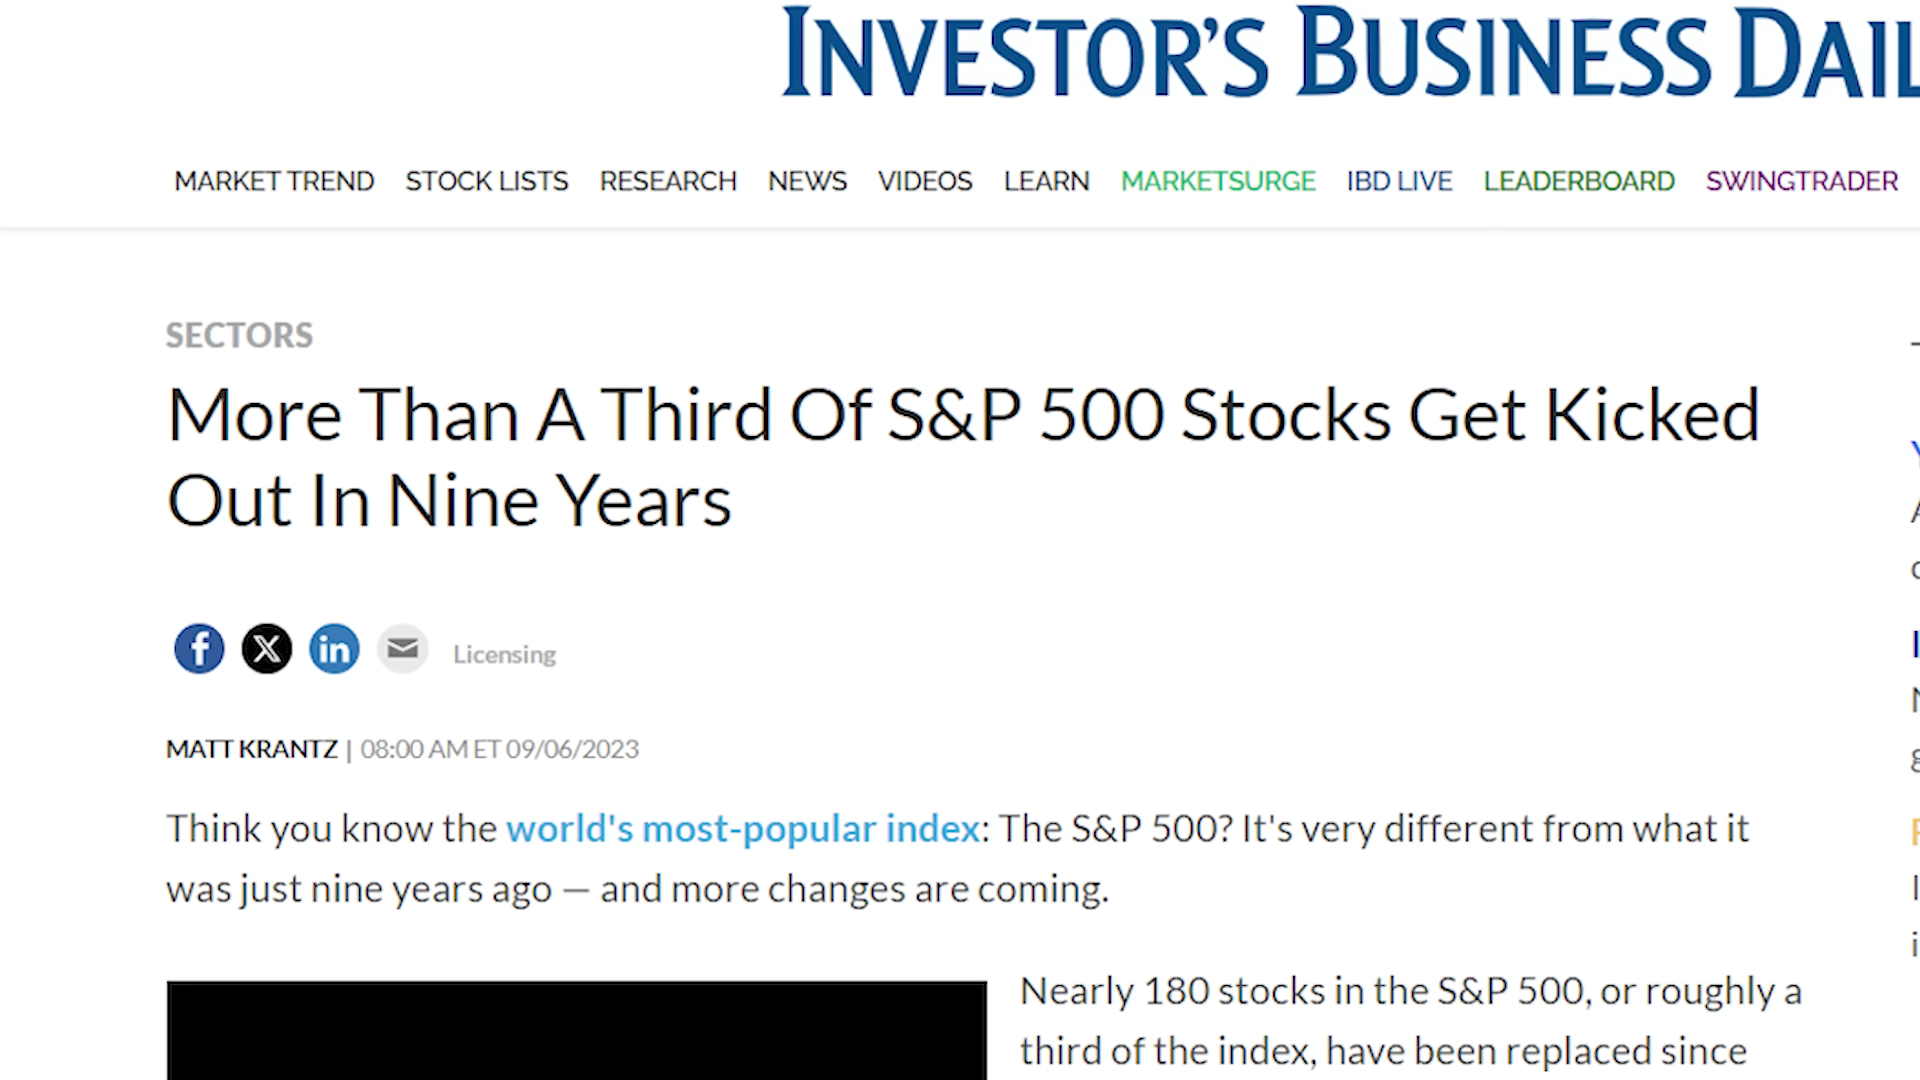 INVESTOR'S BUSINESS DAIL
MARKET TREND STOCK LISTS RESEARCH NEWS VIDEOS LEARN MARKETSURGE IBD LIVE LEADERBOARD SWINGTRADER
SECTORS
More Than A Third Of S&P 500 Stocks Get Kicked
Out In Nine Years
Licensing
MATT KRANTZ | 08:00 AM ET 09/06/2023
Think you know the world's most-popular index: The S&P 500? It's very different from what it
was just nine years ago — and more changes are coming.
Nearly 180 stocks in the S&P 500, or roughly a
third of the index, have been replaced since